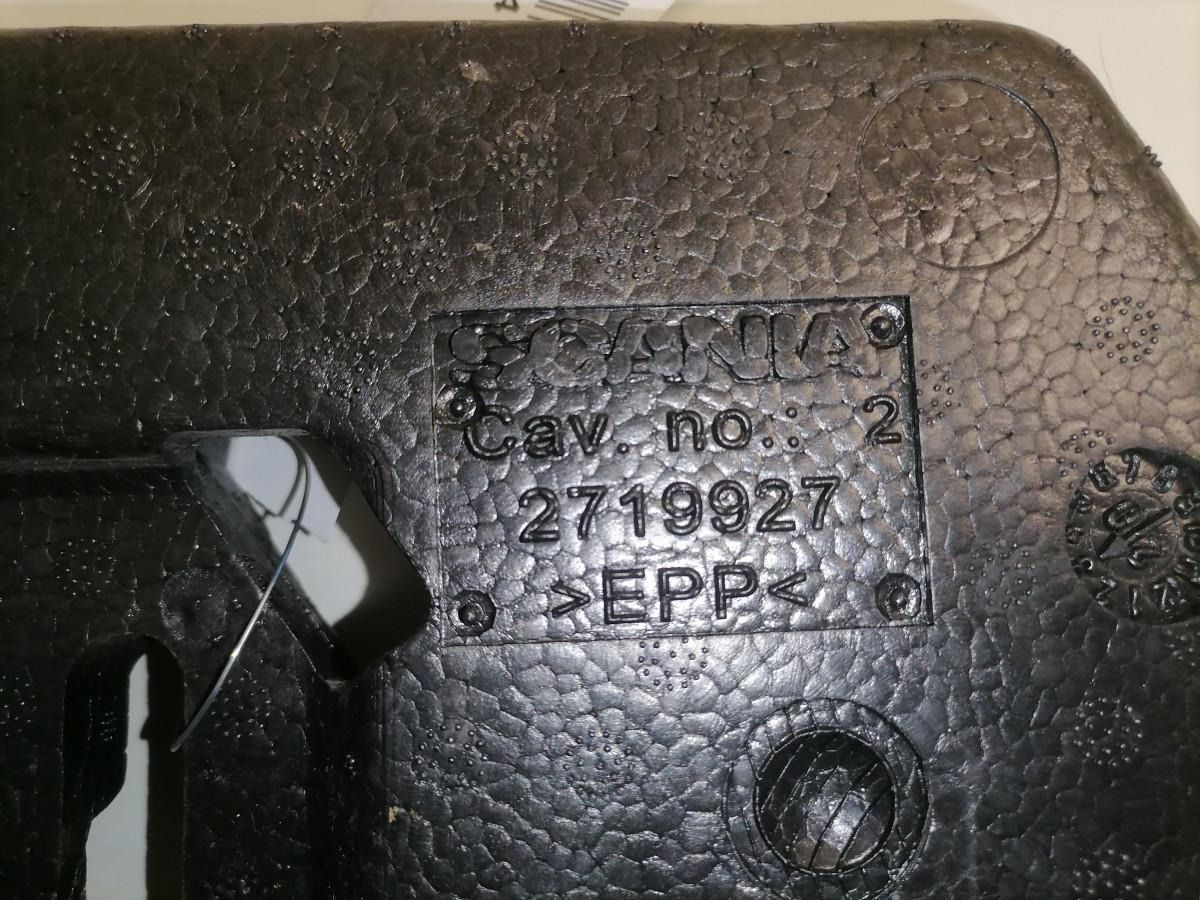 SCANIA
Cav. no.: 2
2719927
>EPP<